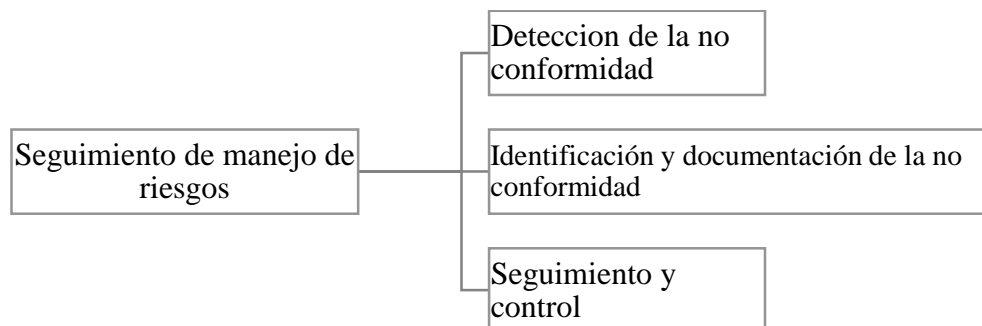 Deteccion de la no
conformidad
Seguimiento de manejo de
riesgos
Identificación y documentación de la no
conformidad
Seguimiento y
control